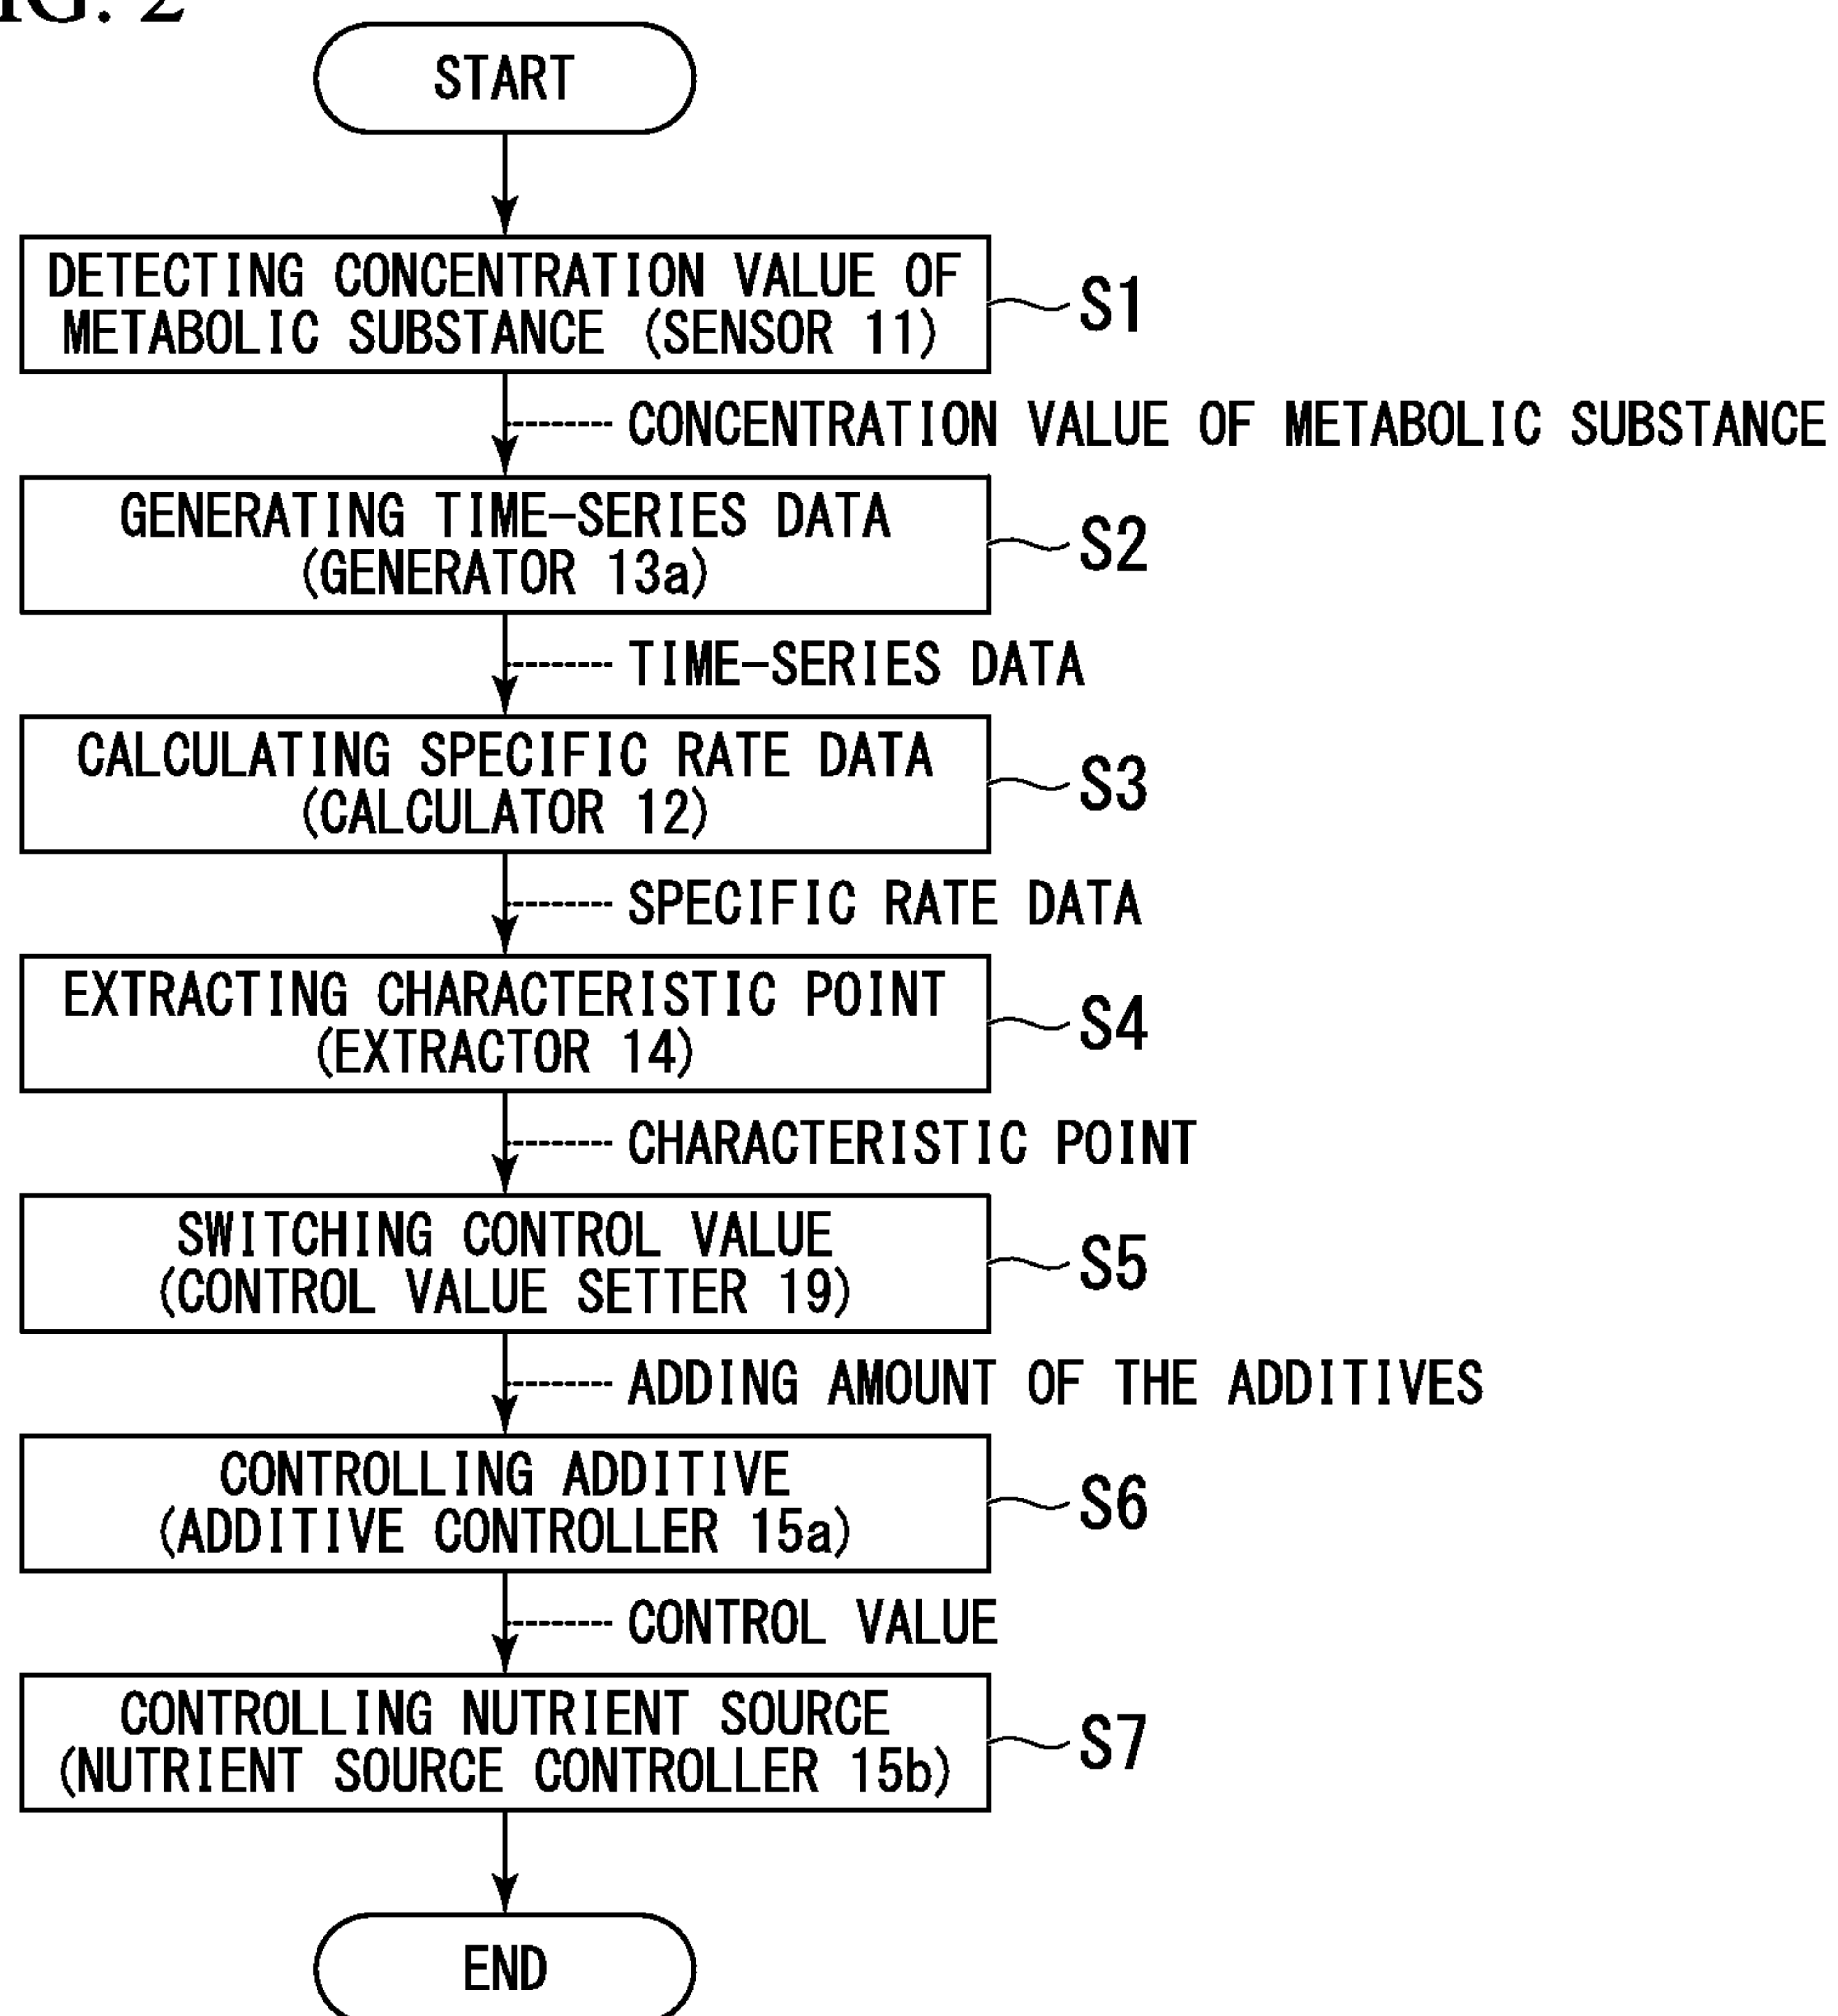 FIG. 2
START
DETECTING CONCENTRATION VALUE OF
METABOLIC SUBSTANCE (SENSOR 11)
S1
CONCENTRATION VALUE OF METABOLIC SUBSTANCE
GENERATING TIME-SERIES DATA
(GENERATOR 13a)
S2
TIME-SERIES DATA
CALCULATING SPECIFIC RATE DATA
(CALCULATOR 12)
S3
SPECIFIC RATE DATA
EXTRACTING CHARACTERISTIC POINT
(EXTRACTOR 14)
S4
CHARACTERISTIC POINT
SWITCHING CONTROL VALUE
(CONTROL VALUE SETTER 19)
S5
ADDING AMOUNT OF THE ADDITIVES
CONTROLLING ADDITIVE
(ADDITIVE CONTROLLER 15a)
S6
CONTROL VALUE
CONTROLLING NUTRIENT SOURCE
(NUTRIENT SOURCE CONTROLLER 15b)
S7
END